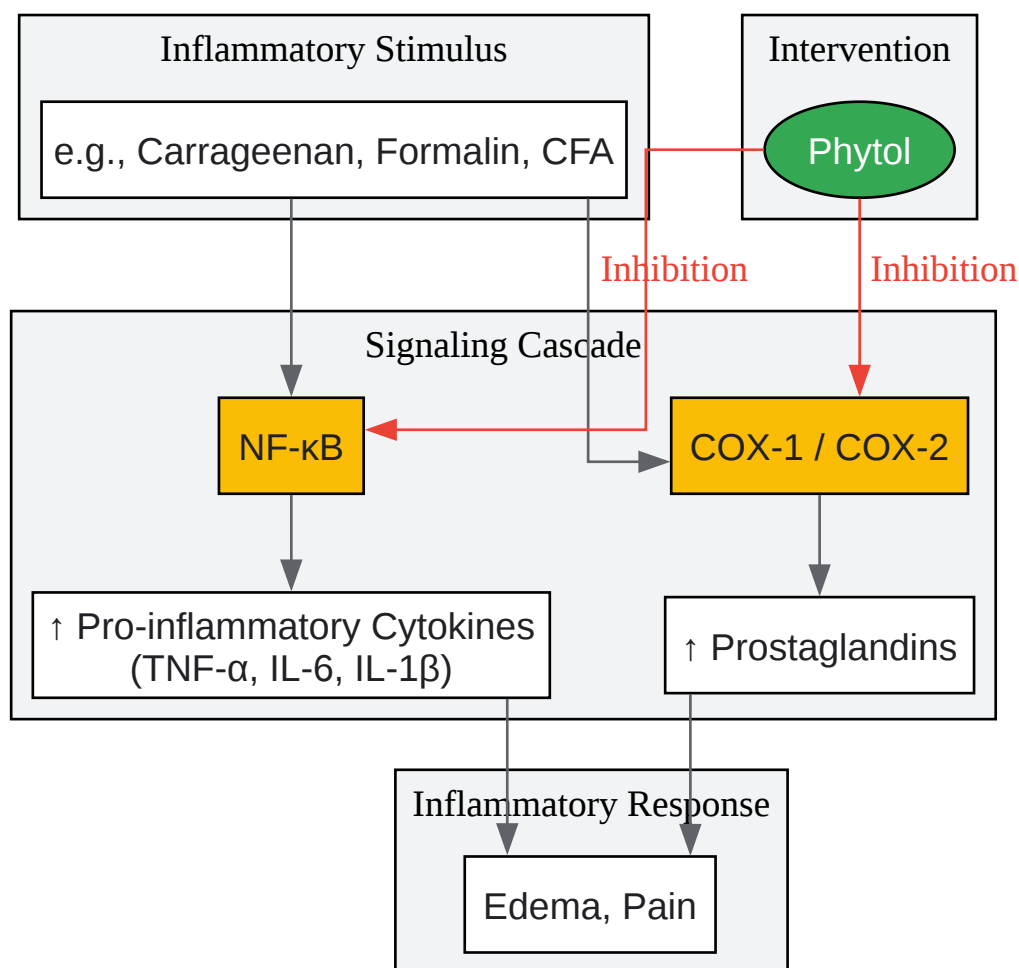 Inflammatory Stimulus
Intervention
e.g., Carrageenan, Formalin, CFA
Phytol
Inhibition
Inhibition
Signaling Cascade
NF-κB
COX-1 / COX-2
↑ Pro-inflammatory Cytokines
(TNF-α, IL-6, IL-1β)
↑ Prostaglandins
Inflammatory Response
Edema, Pain